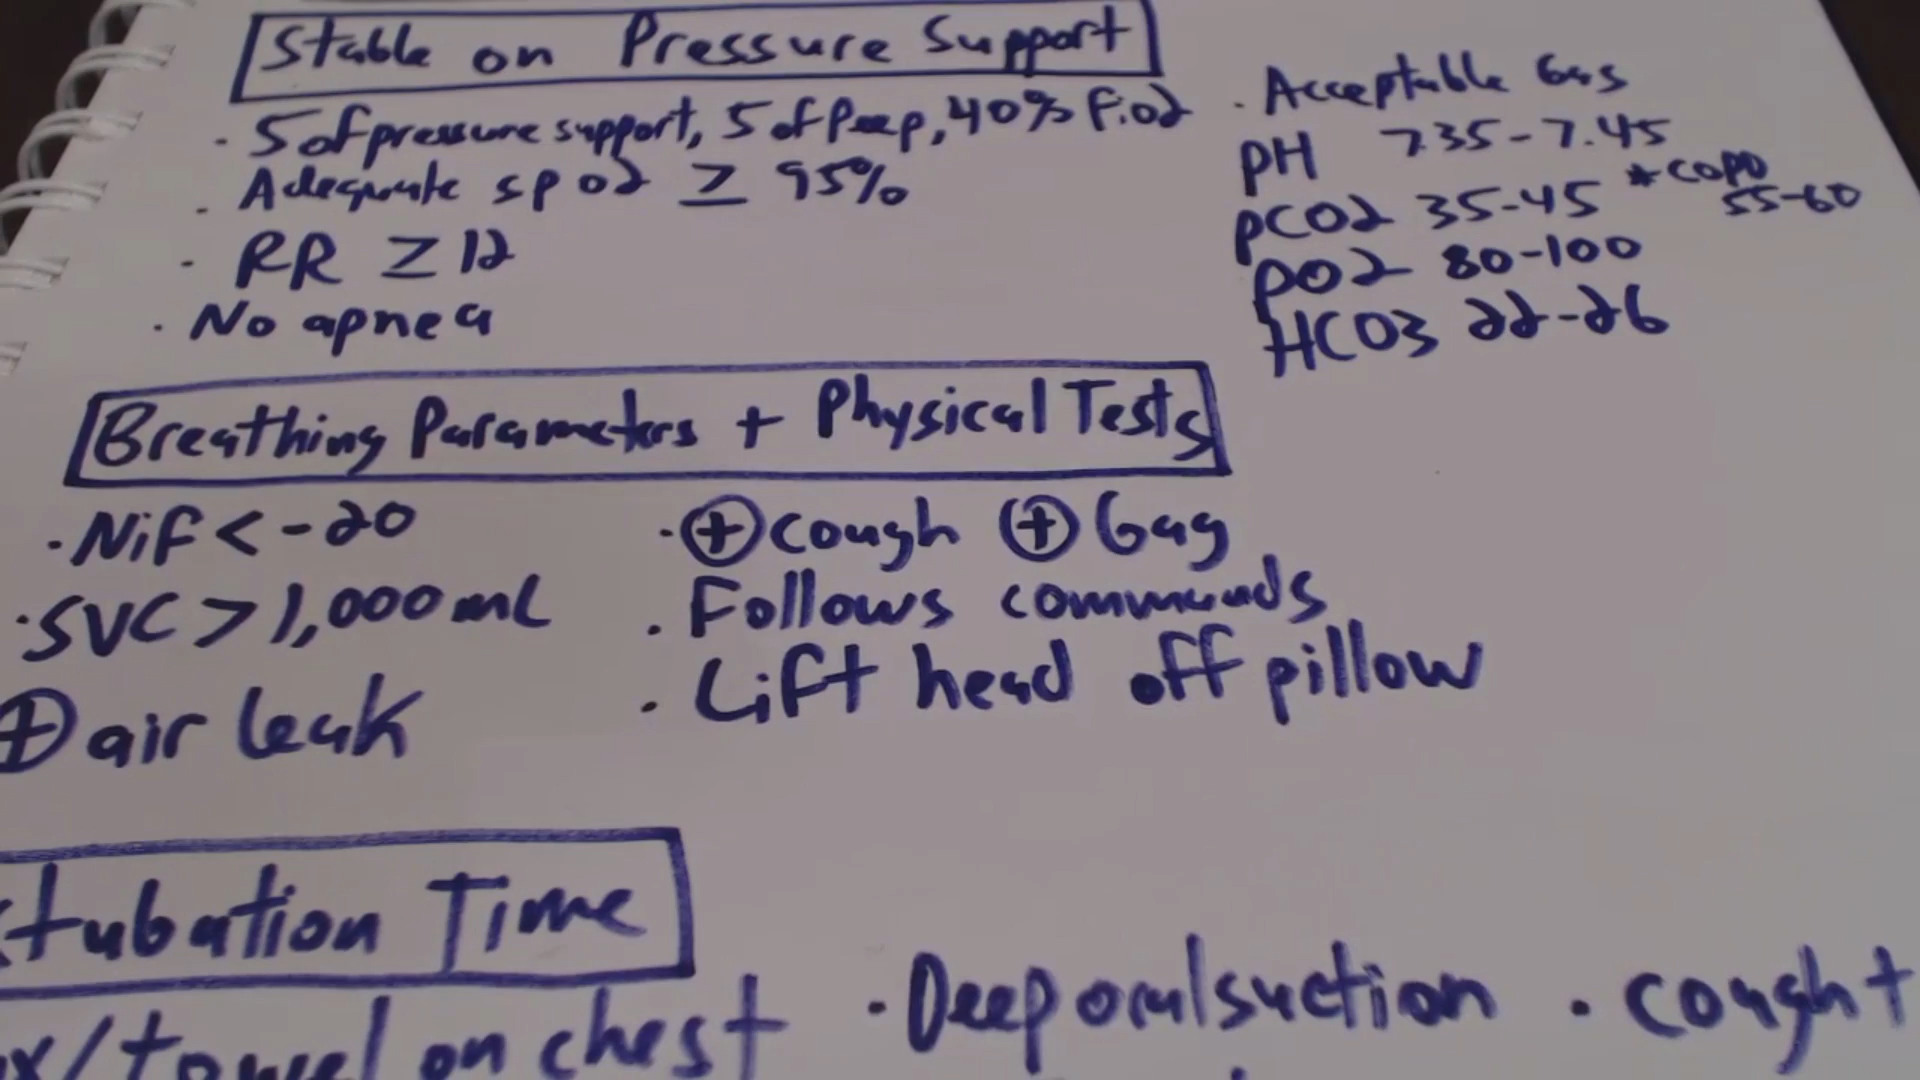 Stable on Pressure Support
· 5 of pressure support, 5 of Peep, 40% Fio2
· Adequate spo2 ≥ 95%
· RR ≥ 12
· No apnea
· Acceptable Gas
PH 7.35-7.45
PCO2 35-45 *COPD 55-60
PO2 80-100
HCO3 22-26
Breathing Parameters + Physical Tests
· Nif < -20
· SVC > 1,000 mL
⊕ air leak
· ⊕ cough ⊕ Gag
· Follows commands
· Lift head off pillow
tubation Time
x/towel on chest
· Deep oral suction
· cough +